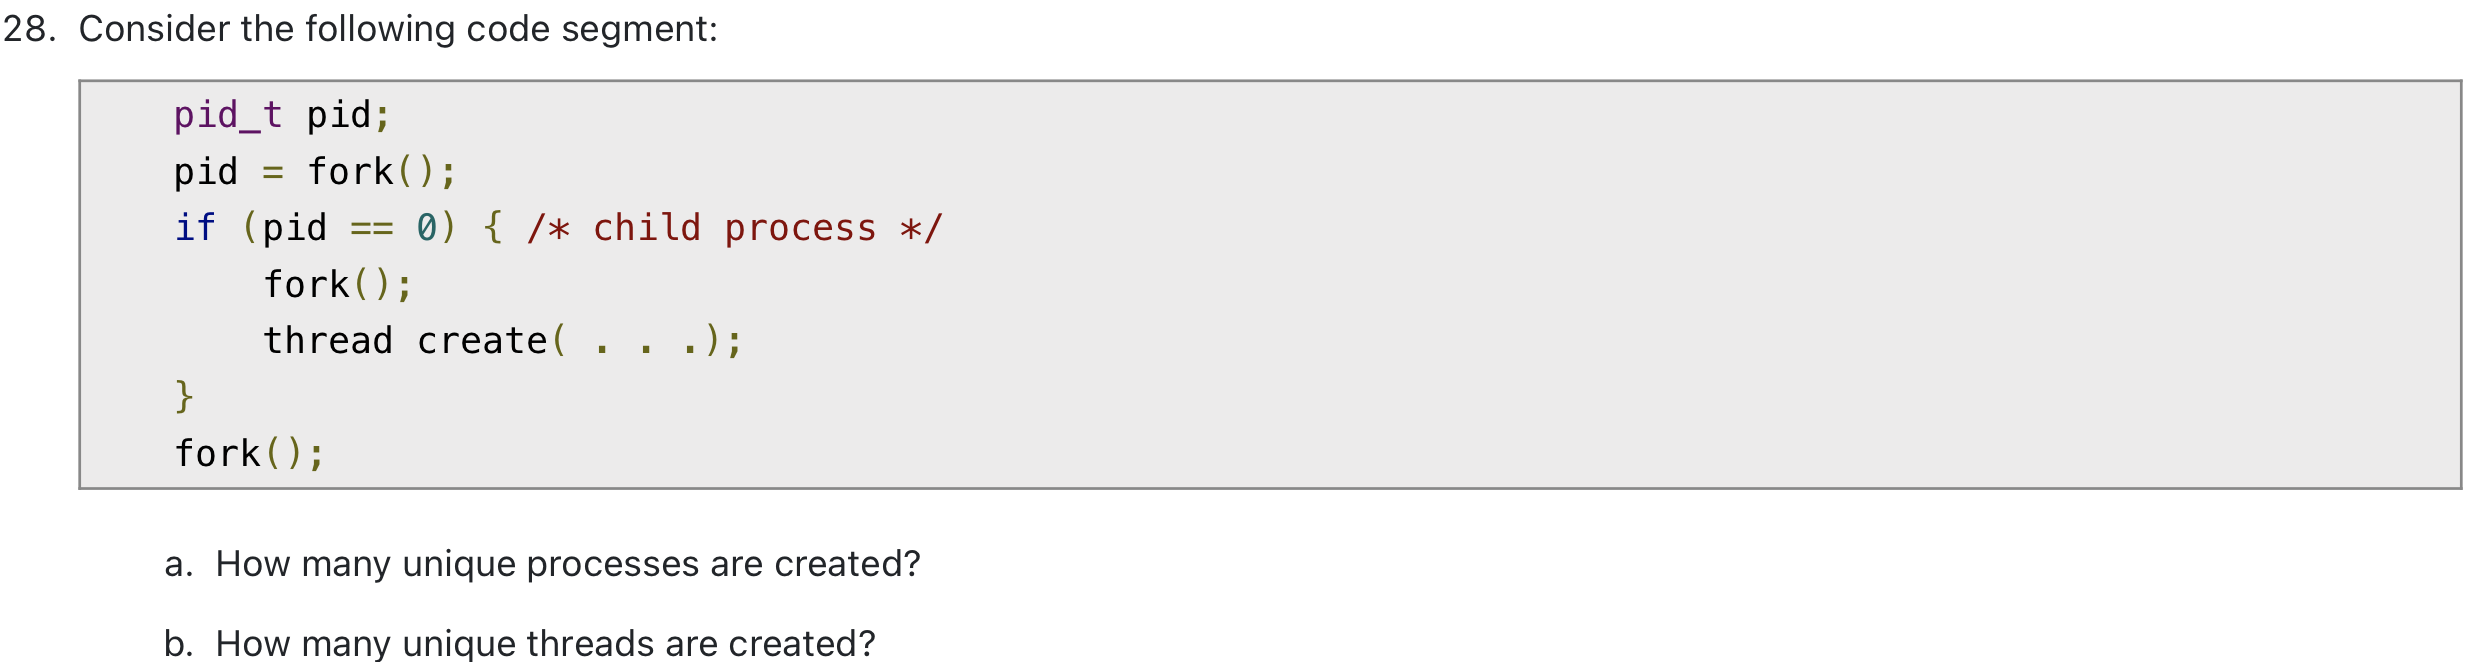 28. Consider the following code segment:
pid_t pid;
pid = fork();
if (pid == 0) { /* child process */
    fork();
    thread create( . . .);
}
fork();
a. How many unique processes are created?
b. How many unique threads are created?